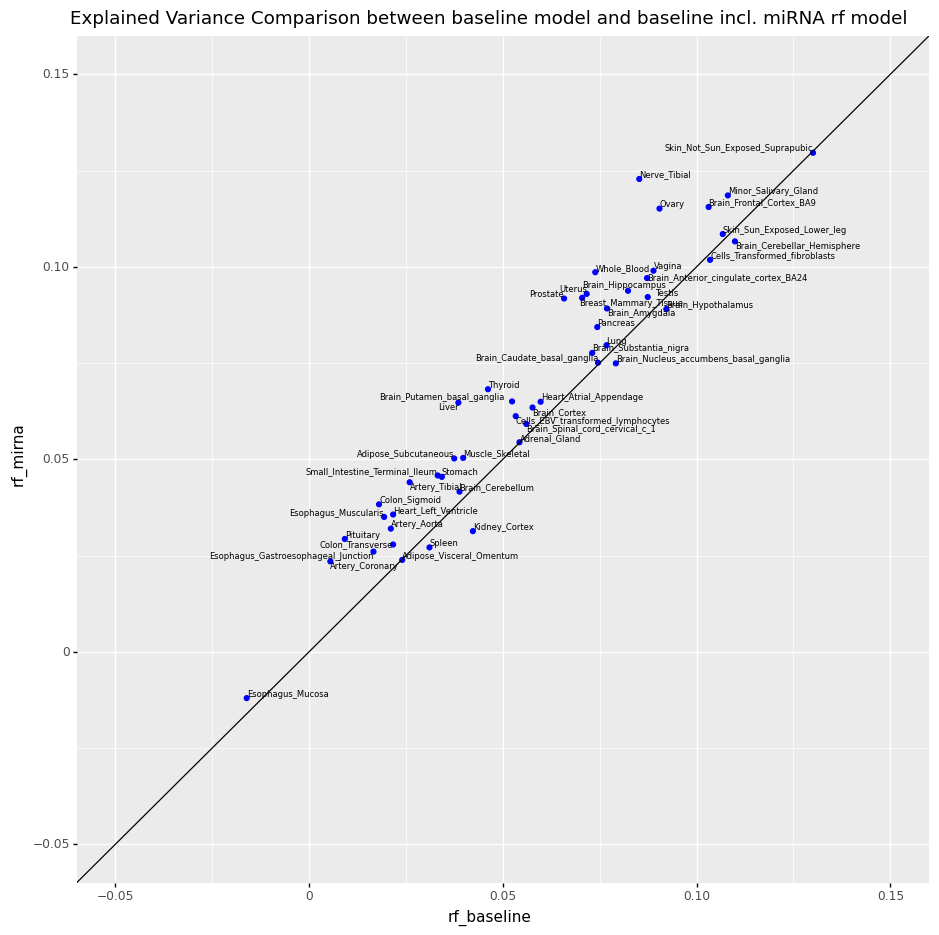 Explained Variance Comparison between baseline model and baseline incl. miRNA rf model
0.15
Skin_Not_Sun_Exposed_Suprapubic
Nerve_Tibial
Minor_Salivary_Gland
Ovary
Brain_Frontal_Cortex_BA9
Skin_Sun_Exposed_Lower_leg
Brain_Cerebellar_Hemisphere
Cells_Transformed_fibroblasts
0.10
Whole_Blood
Vagina
Brain_Anterior_cingulate_cortex_BA24
Brain_Hippocampus
Uterus
Prostate
Testis
Breast_Mammary_Tissue
Brain_Hypothalamus
Brain_Amygdala
Pancreas
Lung
Brain_Substantia_nigra
Brain_Caudate_basal_ganglia
Brain_Nucleus_accumbens_basal_ganglia
Thyroid
Brain_Putamen_basal_ganglia
Heart_Atrial_Appendage
Liver
Brain_Cortex
Cells_EBV_transformed_lymphocytes
Brain_Spinal_cord_cervical_c_1
Adrenal_Gland
0.05
Adipose_Subcutaneous
Muscle_Skeletal
Small_Intestine_Terminal_Ileum
Stomach
Artery_Tibial
Brain_Cerebellum
Colon_Sigmoid
Esophagus_Muscularis
Heart_Left_Ventricle
Artery_Aorta
Kidney_Cortex
Pituitary
Colon_Transverse
Spleen
Esophagus_Gastroesophageal_Junction
Adipose_Visceral_Omentum
Artery_Coronary
0
Esophagus_Mucosa
−0.05
rf_mirna
−0.05
0
0.05
0.10
0.15
rf_baseline